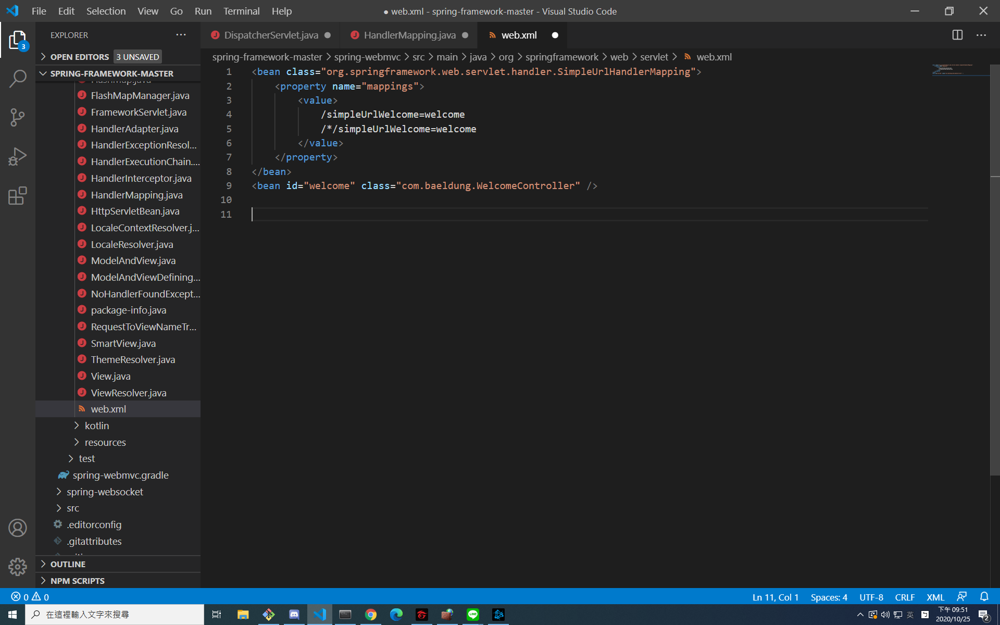 File Edit Selection View Go Run Terminal Help
● web.xml - spring-framework-master - Visual Studio Code
3
EXPLORER ···
OPEN EDITORS 3 UNSAVED
SPRING-FRAMEWORK-MASTER
FlashMap.java
FlashMapManager.java
FrameworkServlet.java
HandlerAdapter.java
HandlerExceptionResol...
HandlerExecutionChain....
HandlerInterceptor.java
HandlerMapping.java
HttpServletBean.java
LocaleContextResolver.j...
LocaleResolver.java
ModelAndView.java
ModelAndViewDefining...
NoHandlerFoundExcept...
package-info.java
RequestToViewNameTr...
SmartView.java
ThemeResolver.java
View.java
ViewResolver.java
web.xml
kotlin
resources
test
spring-webmvc.gradle
spring-websocket
src
.editorconfig
.gitattributes
OUTLINE
NPM SCRIPTS
DispatcherServlet.java HandlerMapping.java web.xml
spring-framework-master > spring-webmvc > src > main > java > org > springframework > web > servlet > web.xml
1 <bean class="org.springframework.web.servlet.handler.SimpleUrlHandlerMapping">
2 <property name="mappings">
3 <value>
4 /simpleUrlWelcome=welcome
5 /*/simpleUrlWelcome=welcome
6 </value>
7 </property>
8 </bean>
9 <bean id="welcome" class="com.baeldung.WelcomeController" />
10
11
0 0
Ln 11, Col 1 Spaces: 4 UTF-8 CRLF XML
在這裡輸入文字來搜尋
LINE
英
下午 09:51
2020/10/25
2